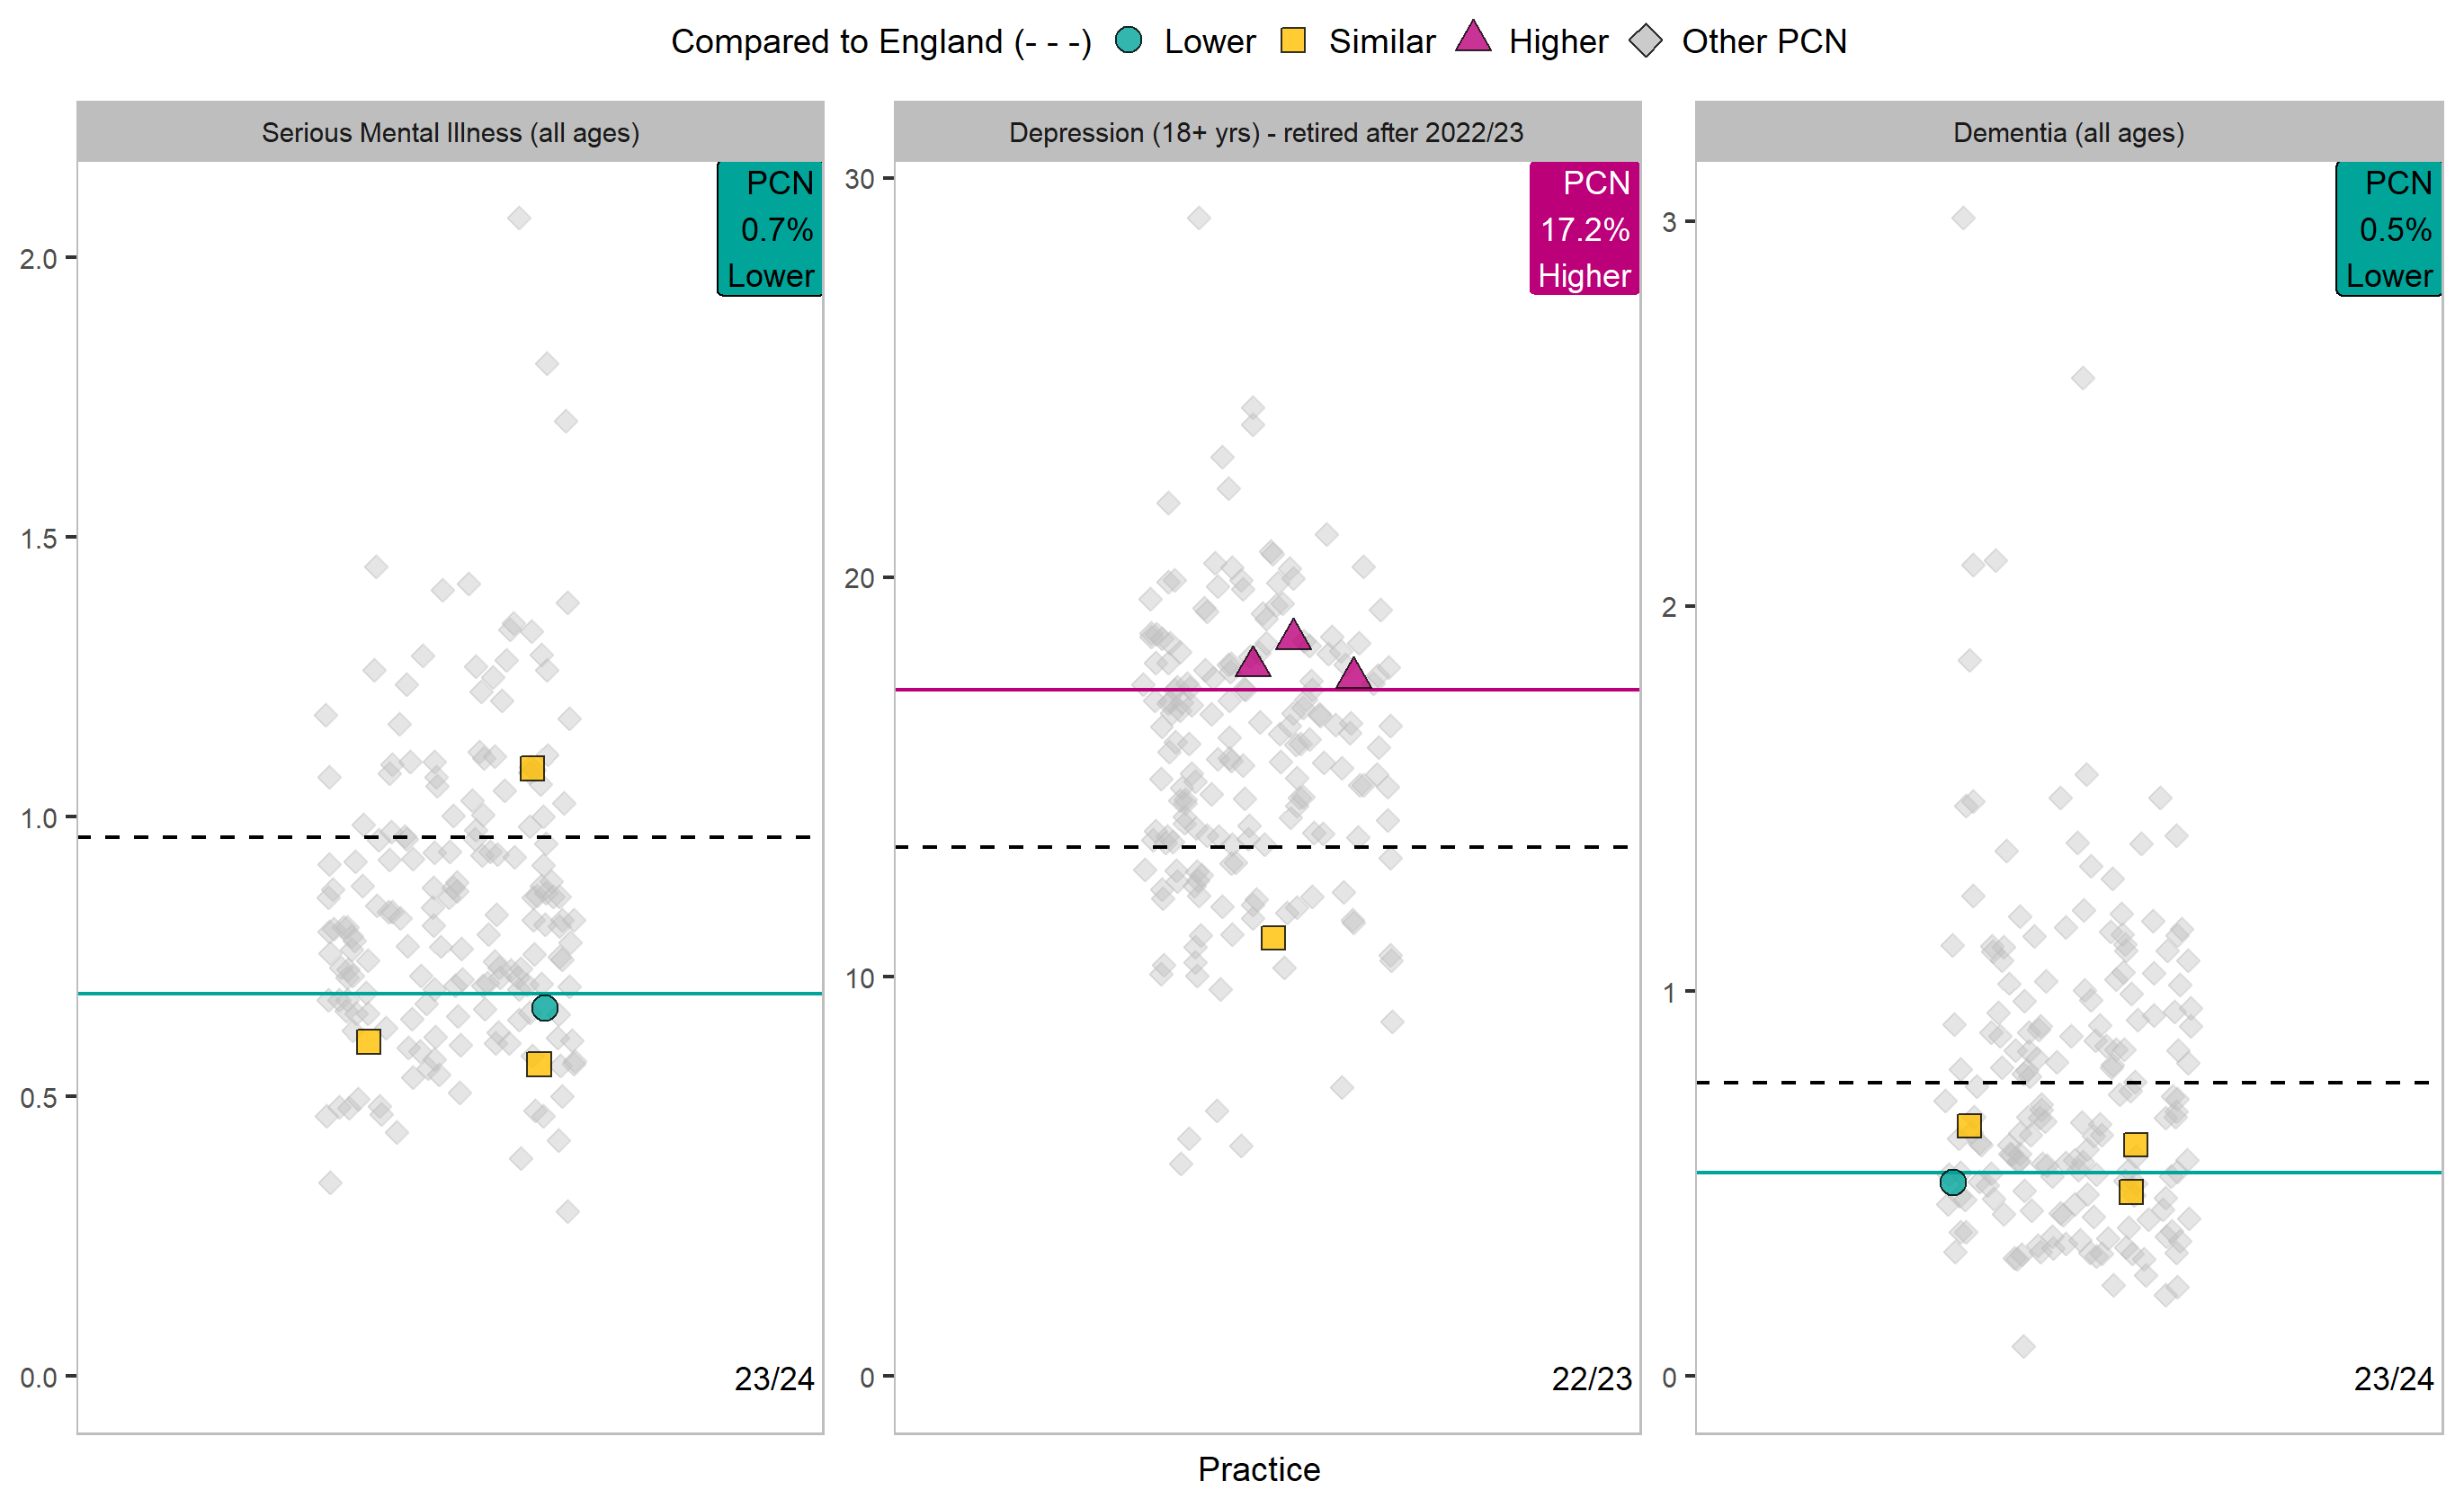 Compared to England (- - -) Lower Similar Higher Other PCN
Serious Mental Illness (all ages)
PCN
0.7%
Lower
2.0
1.5
1.0
0.5
0.0
23/24
Depression (18+ yrs) - retired after 2022/23
PCN
17.2%
Higher
30
20
10
0
22/23
Dementia (all ages)
PCN
0.5%
Lower
3
2
1
0
23/24
Practice